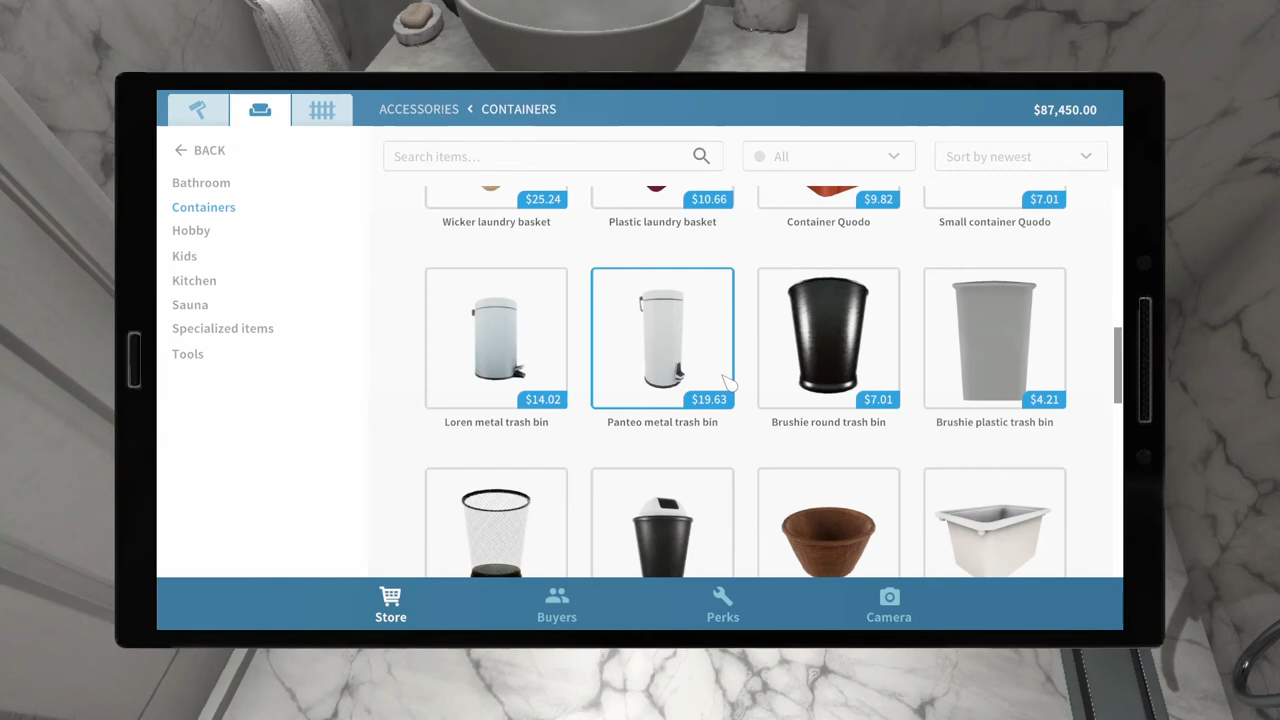 ACCESSORIES < CONTAINERS
$87,450.00
BACK
Search items...
All
Sort by newest
Bathroom
Containers
Hobby
Kids
Kitchen
Sauna
Specialized items
Tools
$25.24
$10.66
$9.82
$7.01
Wicker laundry basket
Plastic laundry basket
Container Quodo
Small container Quodo
$14.02
$19.63
$7.01
$4.21
Loren metal trash bin
Panteo metal trash bin
Brushie round trash bin
Brushie plastic trash bin
Store
Buyers
Perks
Camera